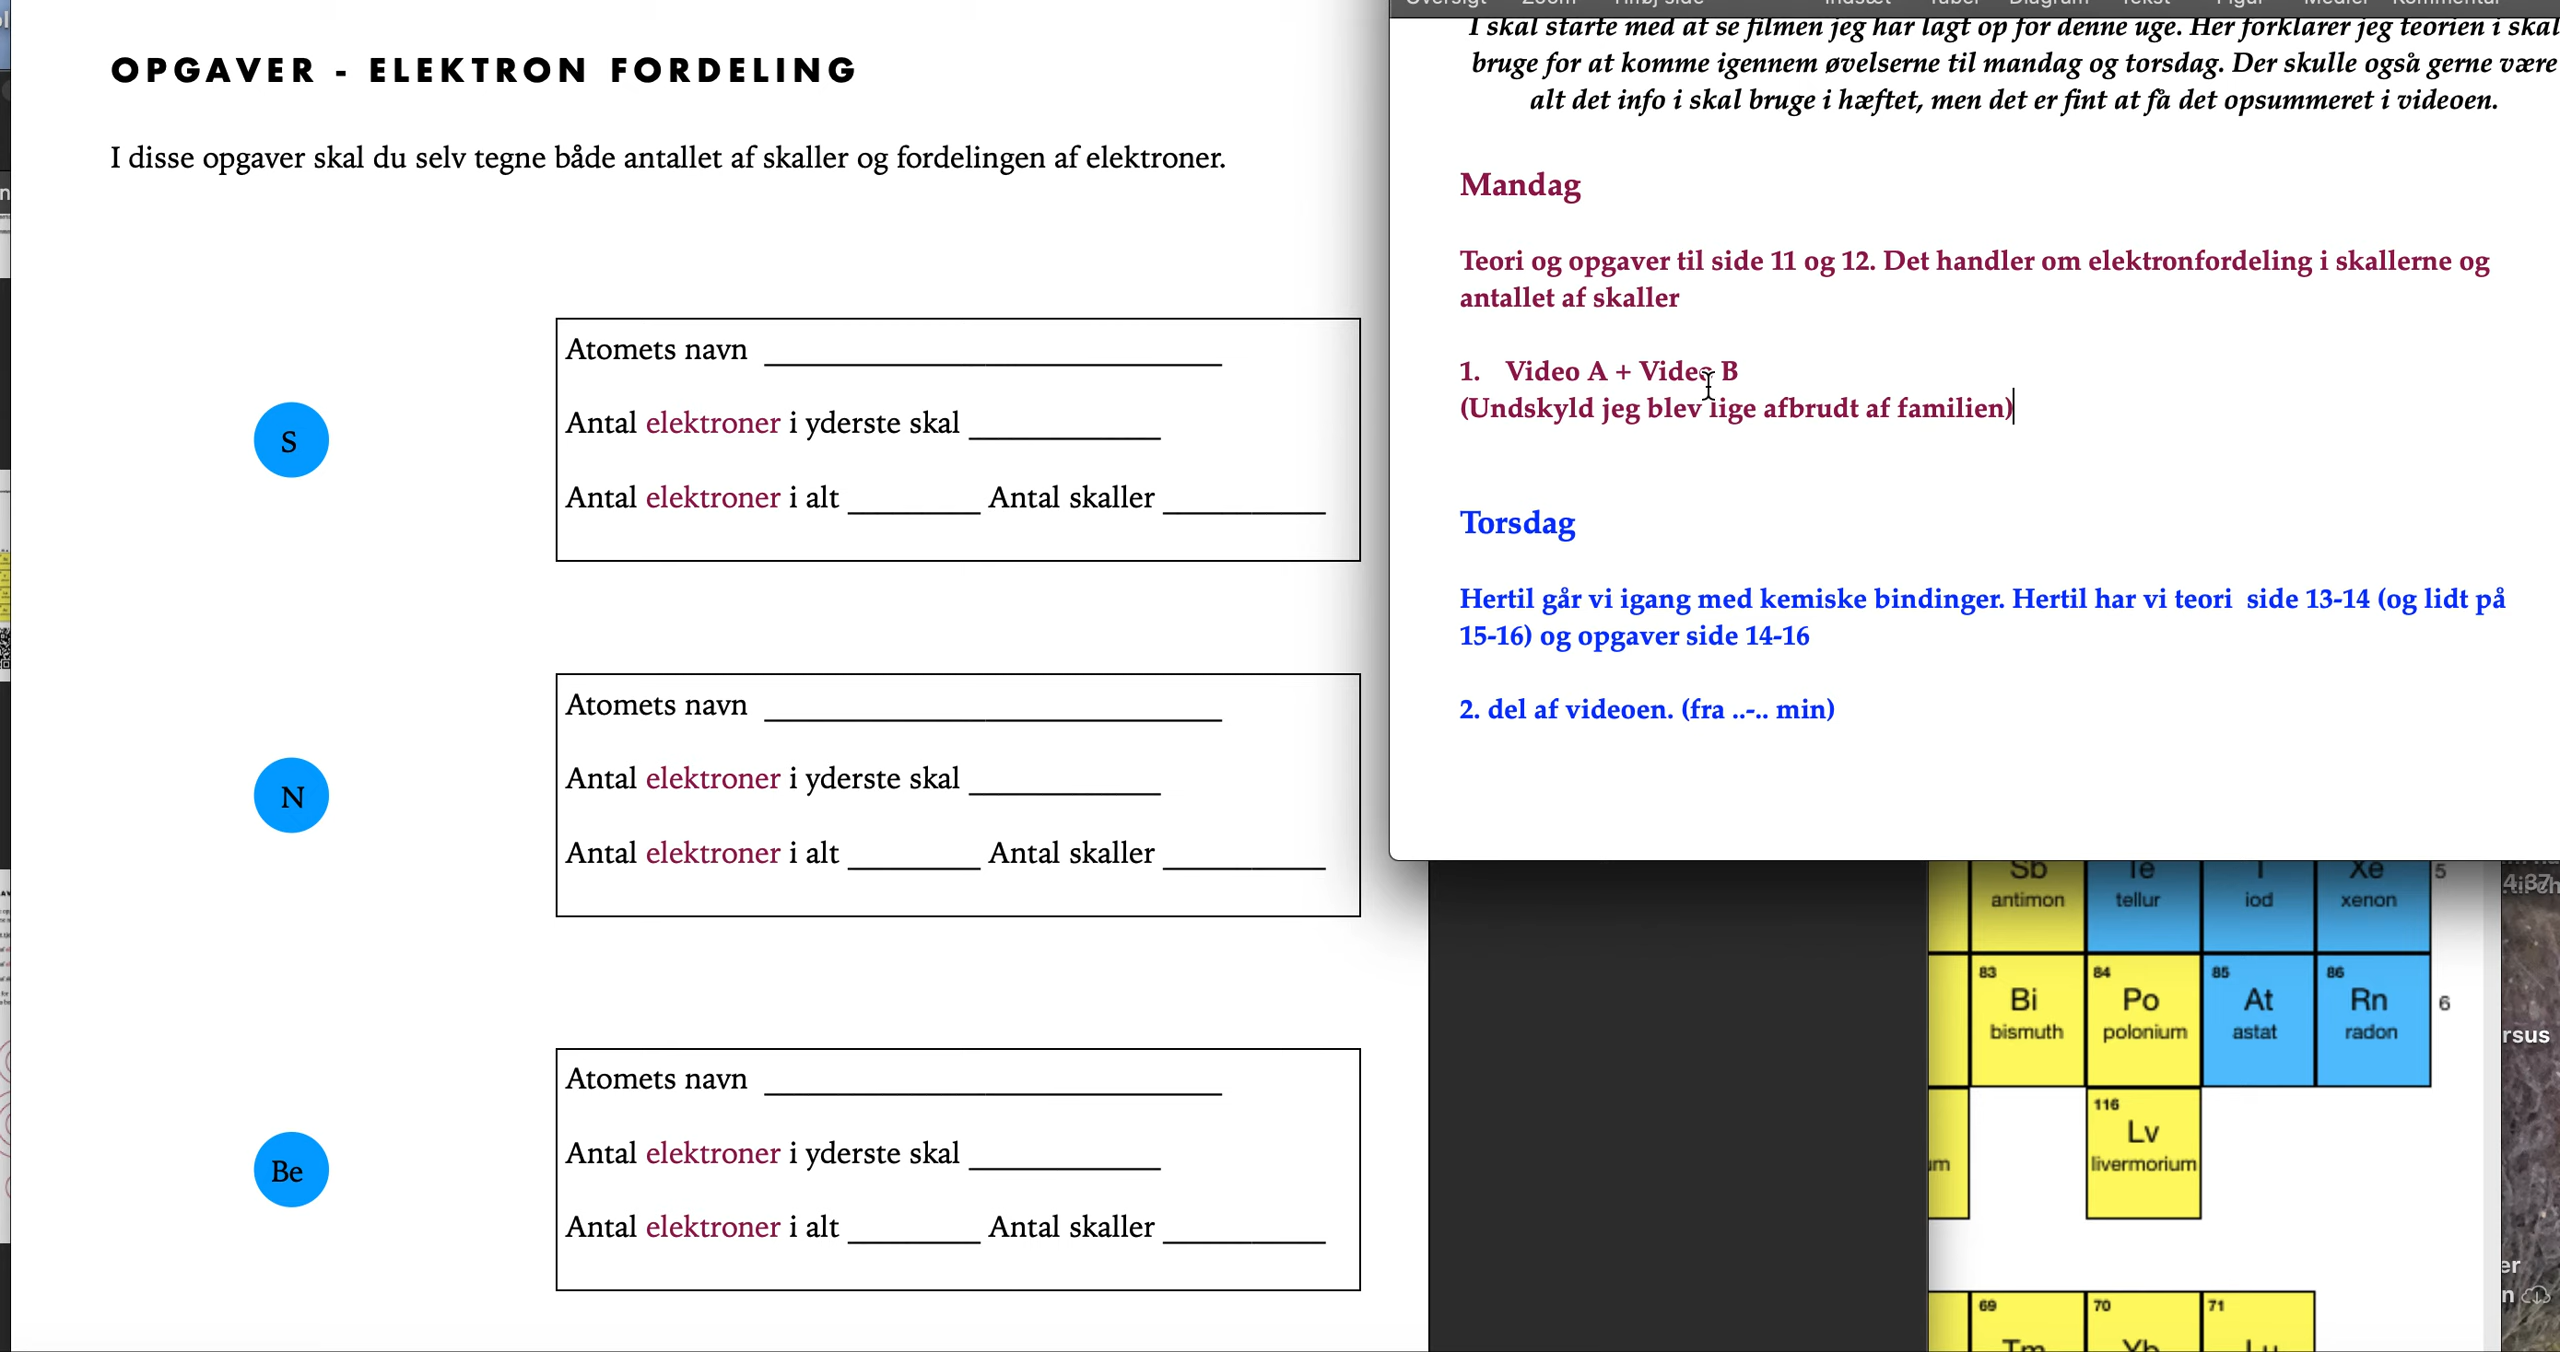 OPGAVER - ELEKTRON FORDELING
I disse opgaver skal du selv tegne både antallet af skaller og fordelingen af elektroner.
S
Atomets navn
Antal elektroner i yderste skal
Antal elektroner i alt Antal skaller
N
Atomets navn
Antal elektroner i yderste skal
Antal elektroner i alt Antal skaller
Be
Atomets navn
Antal elektroner i yderste skal
Antal elektroner i alt Antal skaller
I skal starte med at se filmen jeg har lagt op for denne uge. Her forklarer jeg teorien i skal
bruge for at komme igennem øvelserne til mandag og torsdag. Der skulle også gerne være
alt det info i skal bruge i hæftet, men det er fint at få det opsummeret i videoen.
Mandag
Teori og opgaver til side 11 og 12. Det handler om elektronfordeling i skallerne og
antallet af skaller
1. Video A + Video B
(Undskyld jeg blev lige afbrudt af familien)
Torsdag
Hertil går vi igang med kemiske bindinger. Hertil har vi teori side 13-14 (og lidt på
15-16) og opgaver side 14-16
2. del af videoen. (fra ..-.. min)
Sb Te I Xe 5
antimon tellur iod xenon
83 84 85 86
Bi Po At Rn 6
bismuth polonium astat radon
116
Lv
livermorium
69 70 71
Tm Yb Lu
rsus